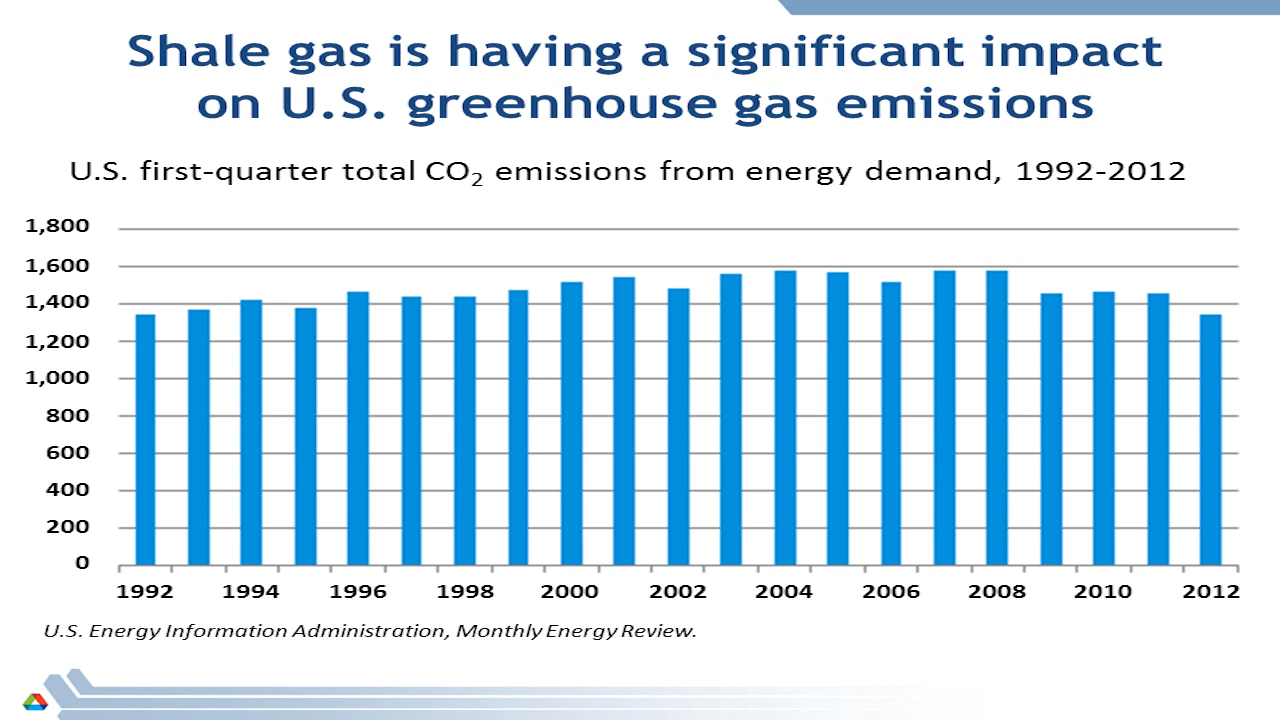 Shale gas is having a significant impact
on U.S. greenhouse gas emissions
U.S. first-quarter total CO₂ emissions from energy demand, 1992-2012
1,800
1,600
1,400
1,200
1,000
800
600
400
200
0
1992 1994 1996 1998 2000 2002 2004 2006 2008 2010 2012
U.S. Energy Information Administration, Monthly Energy Review.